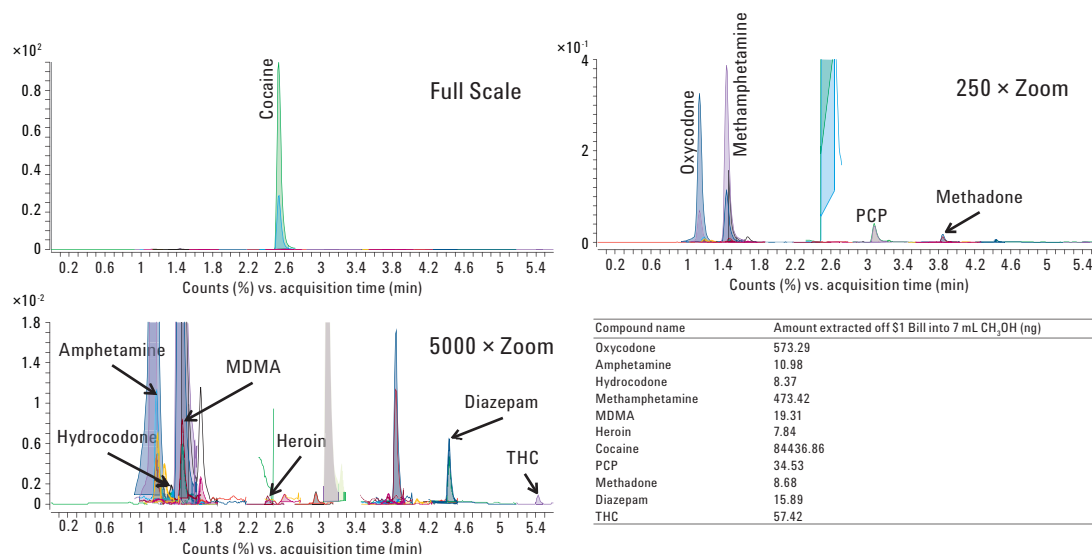 ×10²
Full Scale
Cocaine
0.8
0.6
0.4
0.2
0
0.2 0.6 1 1.4 1.8 2.2 2.6 3 3.4 3.8 4.2 4.6 5 5.4
Counts (%) vs. acquisition time (min)
×10⁻¹
250 × Zoom
Oxycodone
Methamphetamine
PCP
Methadone
4
2
0
0.2 0.6 1 1.4 1.8 2.2 2.6 3 3.4 3.8 4.2 4.6 5 5.4
Counts (%) vs. acquisition time (min)
×10⁻²
5000 × Zoom
Amphetamine
MDMA
Diazepam
Hydrocodone
Heroin
THC
1.8
1.4
1
0.6
0.2
0
0.2 0.6 1 1.4 1.8 2.2 2.6 3 3.4 3.8 4.2 4.6 5 5.4
Counts (%) vs. acquisition time (min)
Compound name Amount extracted off $1 Bill into 7 mL CH₃OH (ng)
Oxycodone 573.29
Amphetamine 10.98
Hydrocodone 8.37
Methamphetamine 473.42
MDMA 19.31
Heroin 7.84
Cocaine 84436.86
PCP 34.53
Methadone 8.68
Diazepam 15.89
THC 57.42